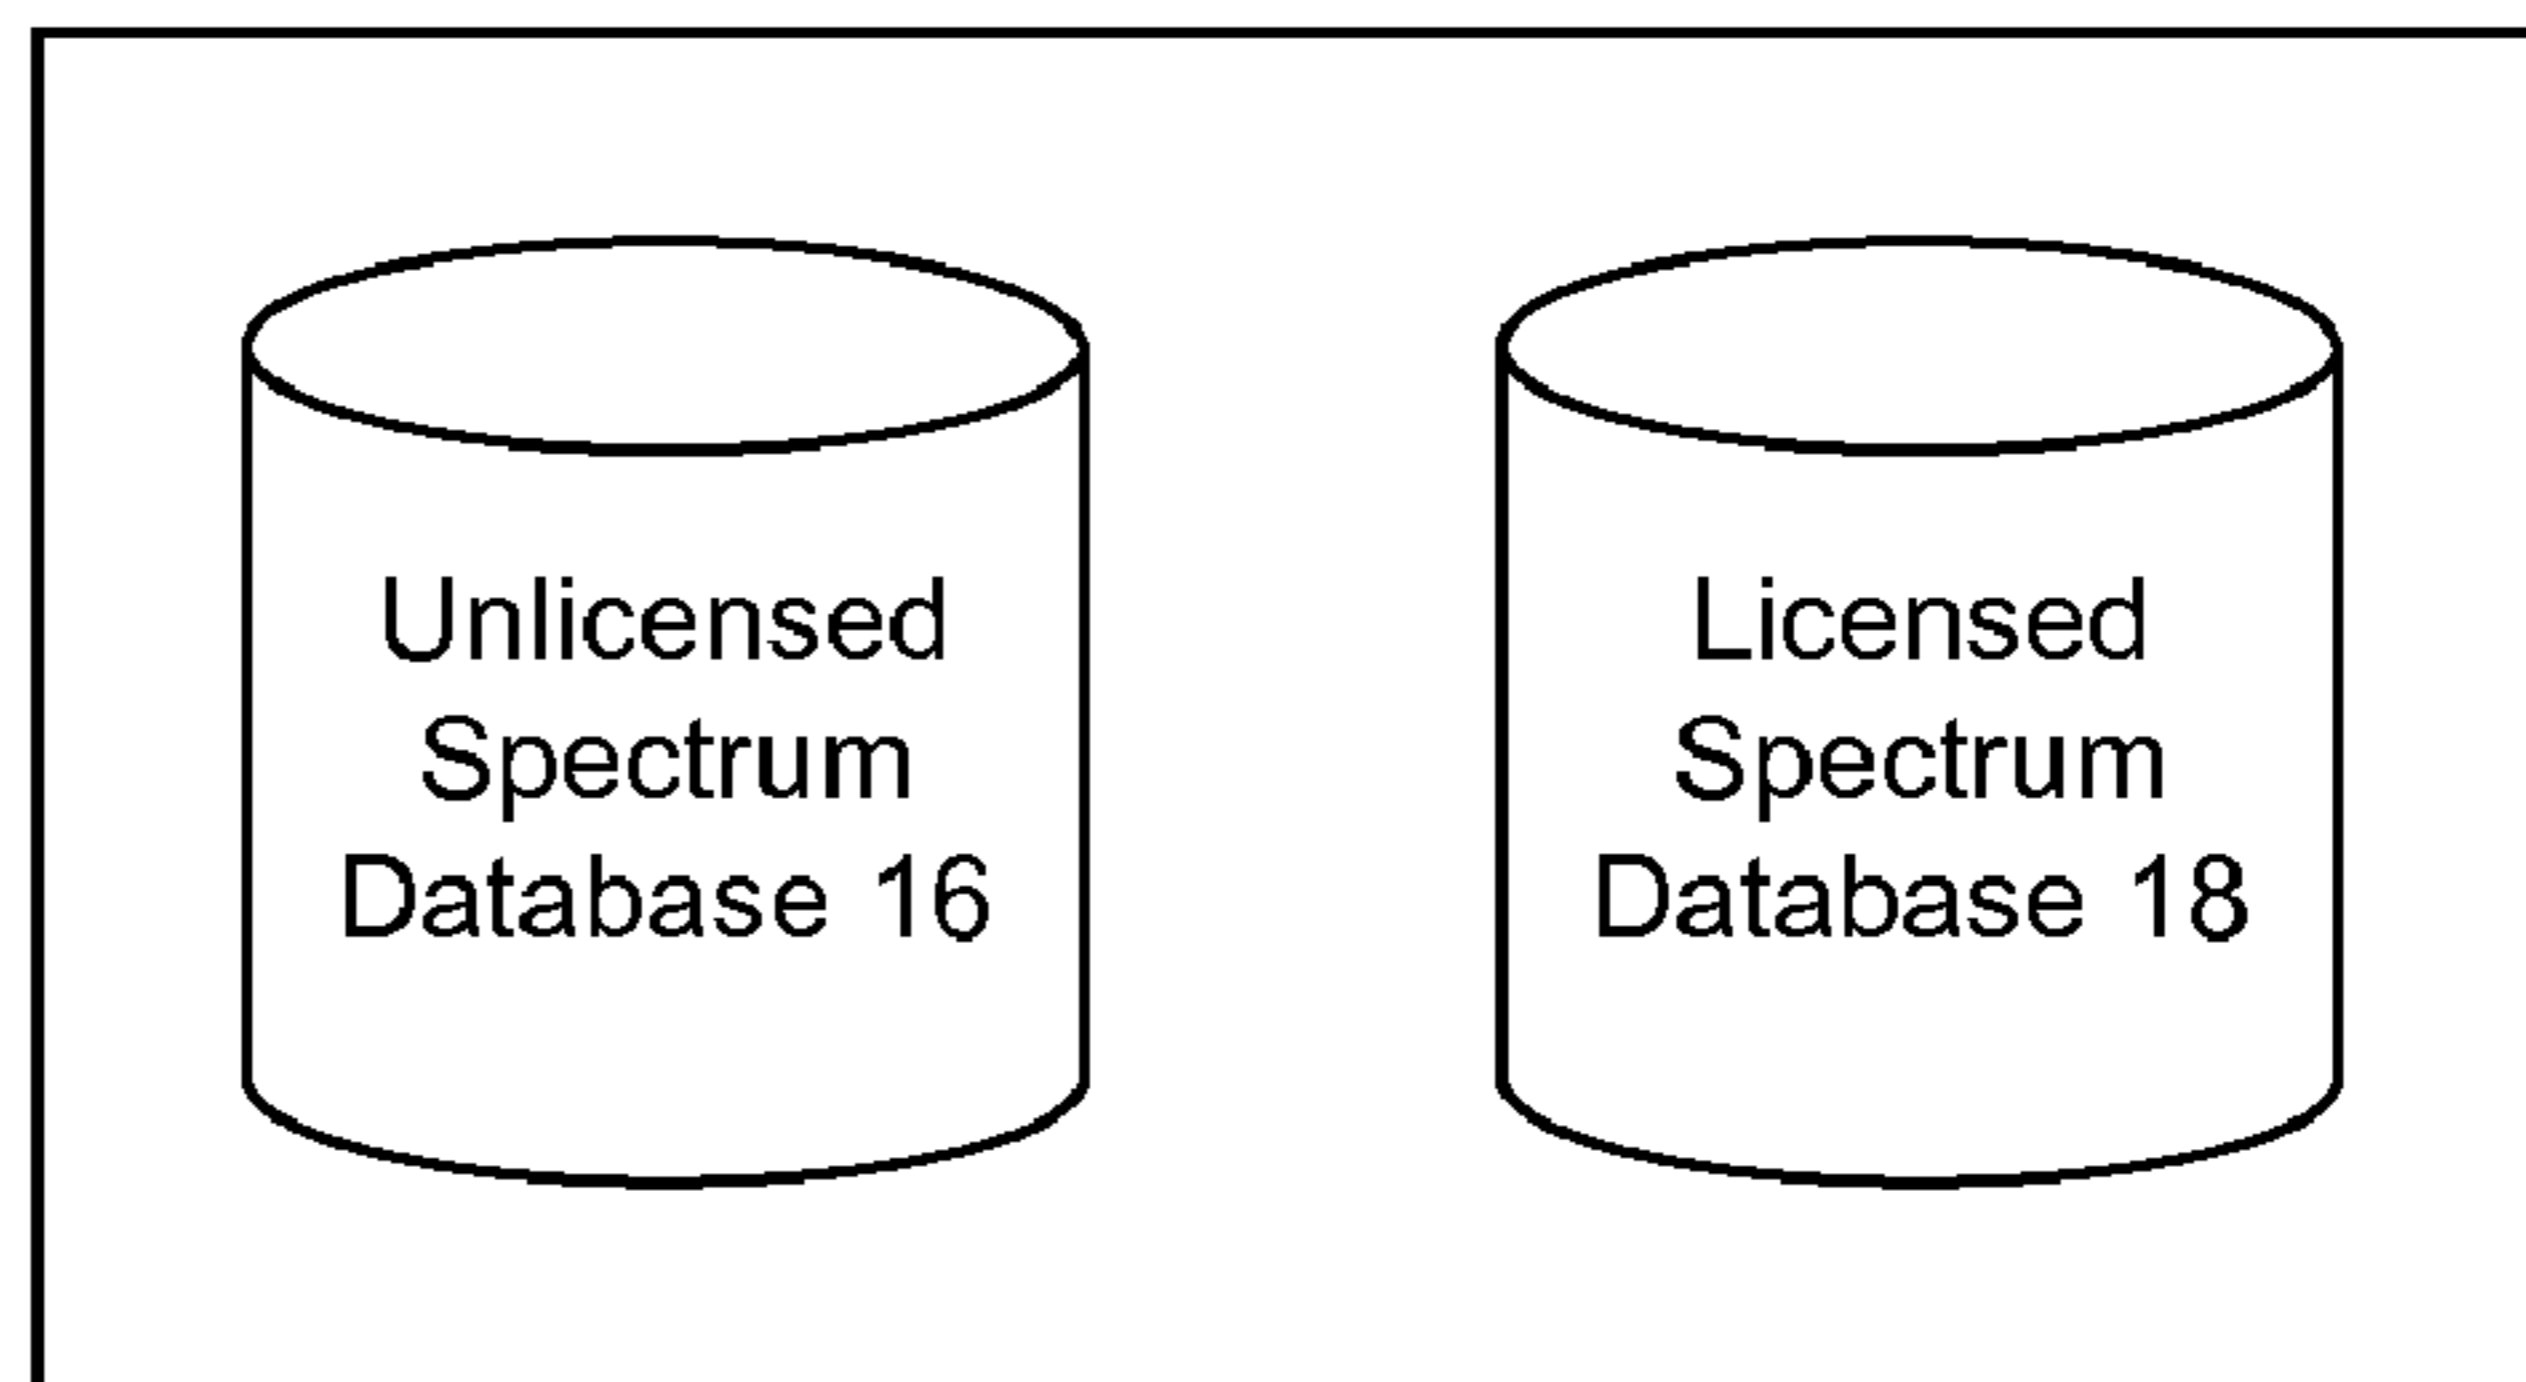 Unlicensed
Spectrum
Database 16
Licensed
Spectrum
Database 18